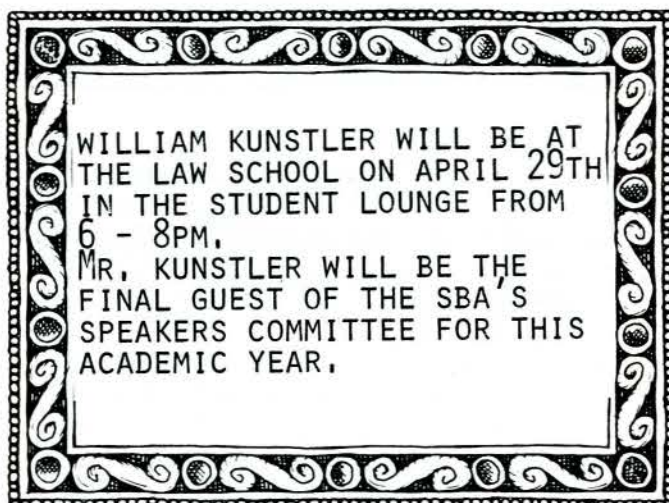 WILLIAM KUNSTLER WILL BE AT
THE LAW SCHOOL ON APRIL 29TH
IN THE STUDENT LOUNGE FROM
6 - 8PM.
MR. KUNSTLER WILL BE THE
FINAL GUEST OF THE SBA'S
SPEAKERS COMMITTEE FOR THIS
ACADEMIC YEAR.